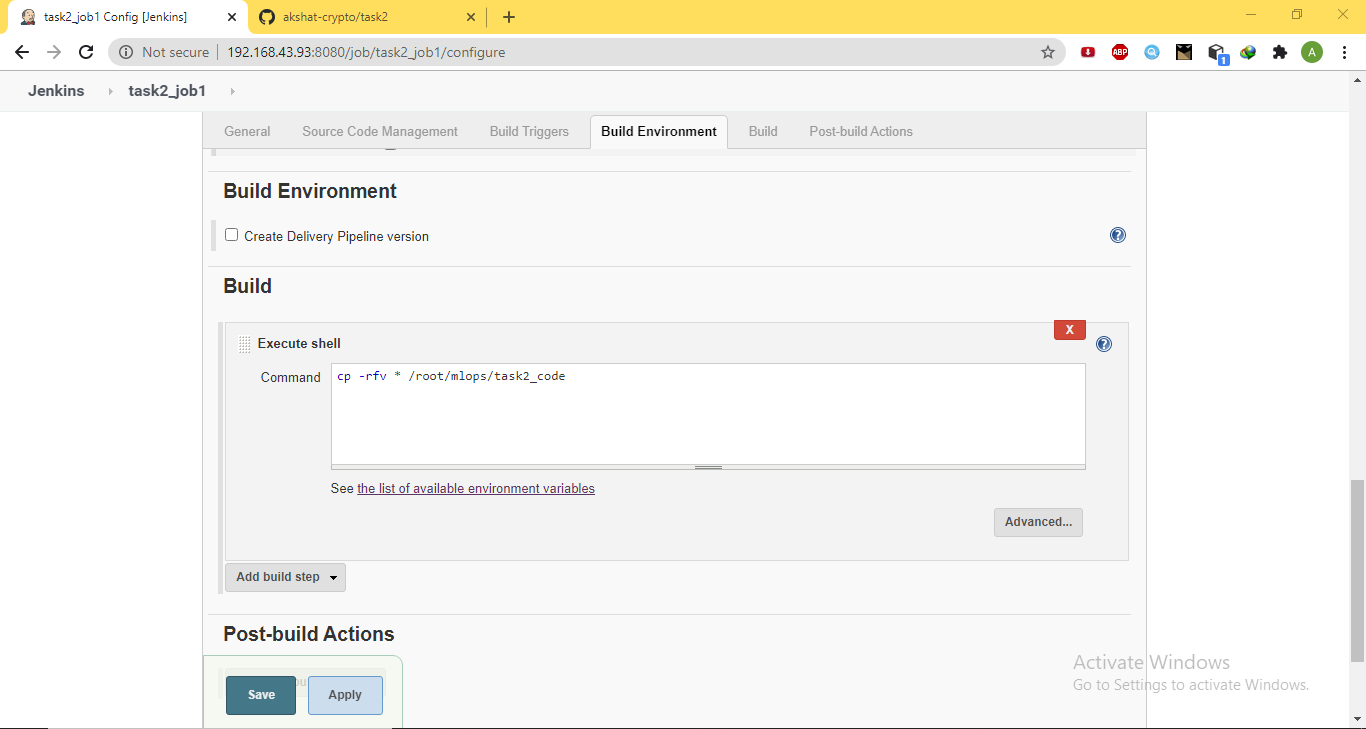 task2_job1 Config [Jenkins]
akshat-crypto/task2
Not secure
192.168.43.93:8080/job/task2_job1/configure
ABP
1
A
Jenkins
task2_job1
General
Source Code Management
Build Triggers
Build Environment
Build
Post-build Actions
Build Environment
Create Delivery Pipeline version
?
Build
X
Execute shell
?
Command
cp -rfv * /root/mlops/task2_code
See the list of available environment variables
Advanced...
Add build step
Post-build Actions
Save
Apply
Activate Windows
Go to Settings to activate Windows.